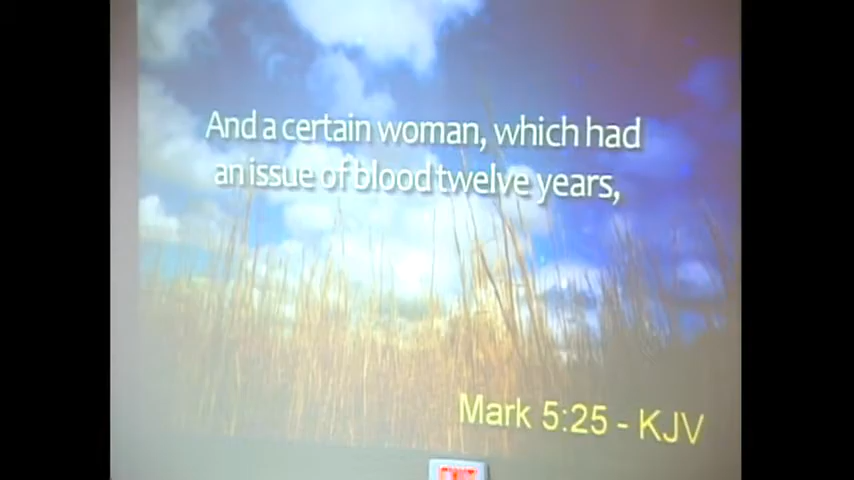 And a certain woman, which had
an issue of blood twelve years,
Mark 5:25 - KJV